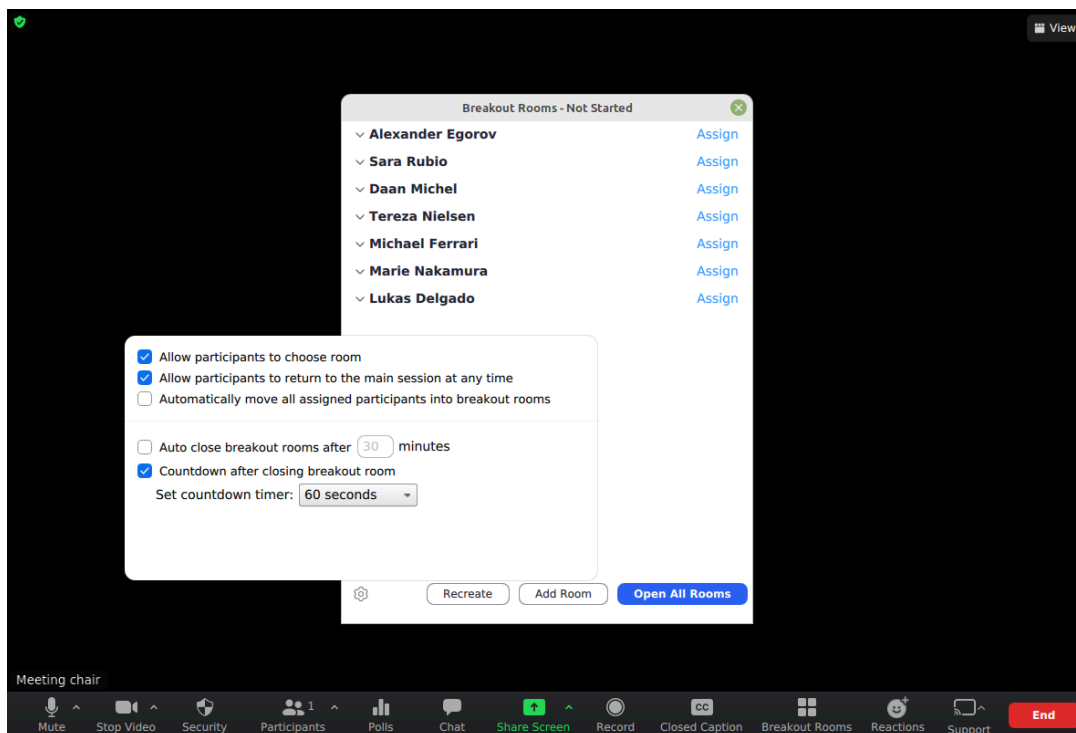 View
Breakout Rooms - Not Started
Alexander Egorov Assign
Sara Rubio Assign
Daan Michel Assign
Tereza Nielsen Assign
Michael Ferrari Assign
Marie Nakamura Assign
Lukas Delgado Assign
Allow participants to choose room
Allow participants to return to the main session at any time
Automatically move all assigned participants into breakout rooms
Auto close breakout rooms after 30 minutes
Countdown after closing breakout room
Set countdown timer: 60 seconds
Recreate Add Room Open All Rooms
Meeting chair
1 CC
Mute Stop Video Security Participants Polls Chat Share Screen Record Closed Caption Breakout Rooms Reactions Support End